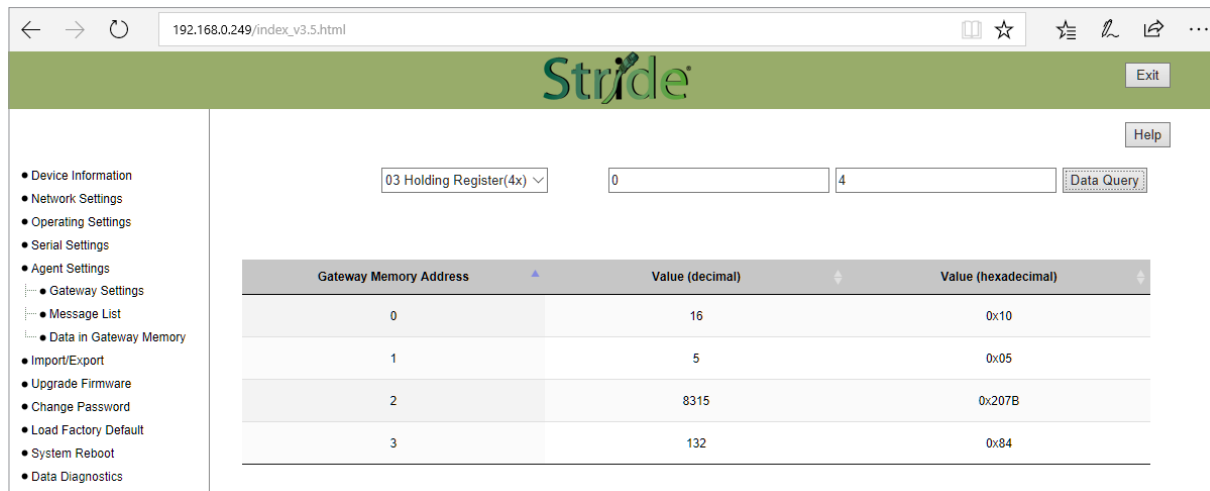 192.168.0.249/index_v3.5.html
Stride
Exit
Help
03 Holding Register(4x) 0 4 Data Query
Device Information
Network Settings
Operating Settings
Serial Settings
Agent Settings
Gateway Settings
Message List
Data in Gateway Memory
Import/Export
Upgrade Firmware
Change Password
Load Factory Default
System Reboot
Data Diagnostics
Gateway Memory Address Value (decimal) Value (hexadecimal)
0 16 0x10
1 5 0x05
2 8315 0x207B
3 132 0x84